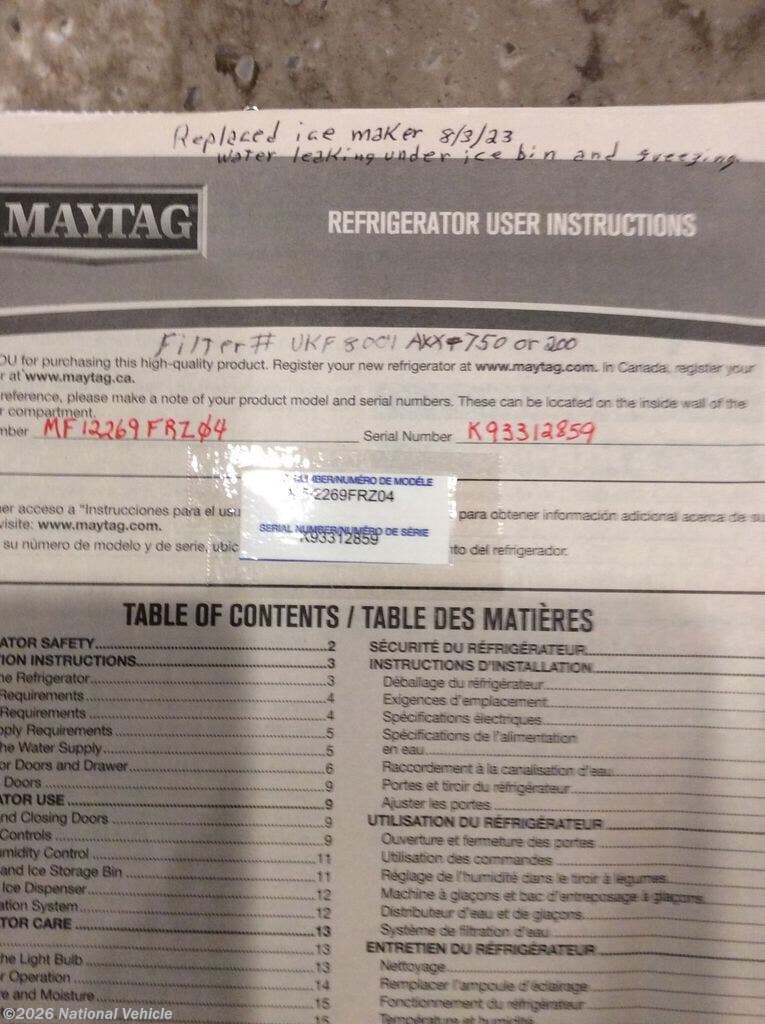 Replaced ice maker 8/3/23
water leaking under ice bin and freezing
MAYTAG
REFRIGERATOR USER INSTRUCTIONS
Filter# UKF8001 AXX 750 or 200
OU for purchasing this high-quality product. Register your new refrigerator at www.maytag.com. In Canada, register your
r at www.maytag.ca.
reference, please make a note of your product model and serial numbers. These can be located on the inside wall of the
r compartment.
mber MFI2269FRZ04 Serial Number K93312859
MBER/NUMÉRO DE MODÈLE
2269FRZ04
er acceso a "Instrucciones para el usu para obtener información adicional acerca de su
visite: www.maytag.com.
SERIAL NUMBER/NUMÉRO DE SÉRIE
K93312859
su número de modelo y de serie, ubic nto del refrigerador.
TABLE OF CONTENTS / TABLE DES MATIÈRES
ATOR SAFETY 2
ION INSTRUCTIONS 3
he Refrigerator 3
Requirements 4
Requirements 4
pply Requirements 5
he Water Supply 5
or Doors and Drawer 6
Doors 9
ATOR USE 9
nd Closing Doors 9
Controls 9
umidity Control 11
and Ice Storage Bin 11
Ice Dispenser 12
ation System 12
TOR CARE 13
13
he Light Bulb 13
r Operation 14
re and Moisture 15
15
SÉCURITÉ DU RÉFRIGÉRATEUR
INSTRUCTIONS D'INSTALLATION
Déballage du réfrigérateur
Exigences d'emplacement
Spécifications électriques
Spécifications de l'alimentation
en eau
Raccordement à la canalisation d'eau
Portes et tiroir du réfrigérateur
Ajuster les portes
UTILISATION DU RÉFRIGÉRATEUR
Ouverture et fermeture des portes
Utilisation des commandes
Réglage de l'humidité dans le tiroir à légumes
Machine à glaçons et bac d'entreposage à glaçons
Distributeur d'eau et de glaçons
Système de filtration d'eau
ENTRETIEN DU RÉFRIGÉRATEUR
Nettoyage
Remplacer l'ampoule d'éclairage
Fonctionnement du réfrigérateur
Température et humidité
©2026 National Vehicle